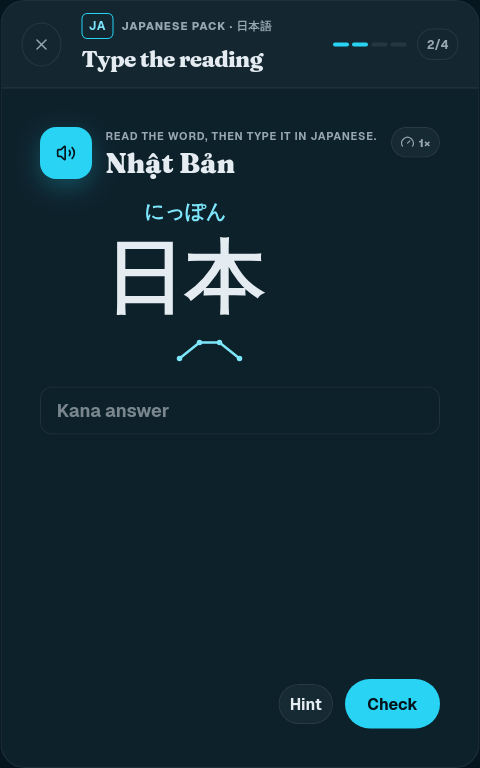 JA JAPANESE PACK · 日本語
Type the reading
2/4
READ THE WORD, THEN TYPE IT IN JAPANESE.
Nhật Bản
1×
にっぽん
日本
Kana answer
Hint
Check